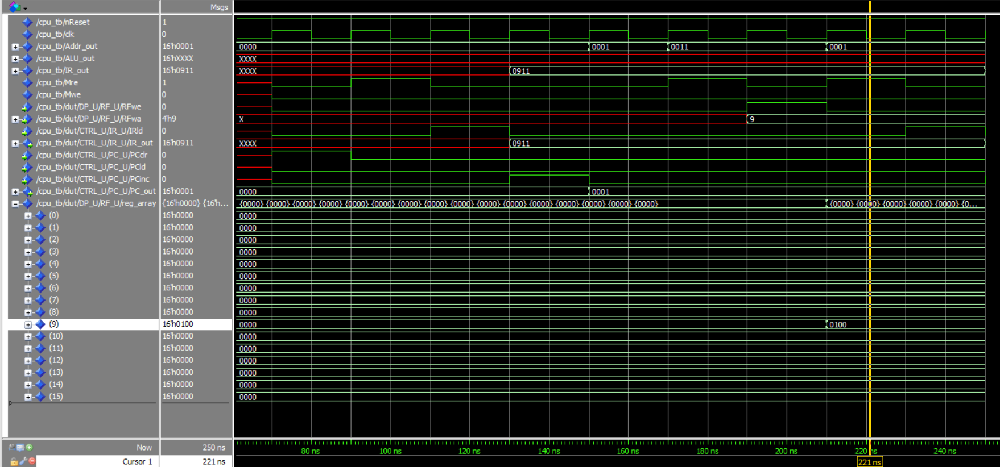 Msgs
/cpu_tb/nReset 1
/cpu_tb/clk 0
/cpu_tb/Addr_out 16'h0001 0000 0001 0011 0001
/cpu_tb/ALU_out 16'hXXXX XXXX
/cpu_tb/IR_out 16'h0911 XXXX 0911
/cpu_tb/Mre 1
/cpu_tb/Mwe 0
/cpu_tb/dut/DP_U/RF_U/RFwe 0
/cpu_tb/dut/DP_U/RF_U/RFwa 4'h9 X 9
/cpu_tb/dut/CTRL_U/IR_U/IRld 0
/cpu_tb/dut/CTRL_U/IR_U/IR_out 16'h0911 XXXX 0911
/cpu_tb/dut/CTRL_U/PC_U/PCclr 0
/cpu_tb/dut/CTRL_U/PC_U/PCld 0
/cpu_tb/dut/CTRL_U/PC_U/PCinc 0
/cpu_tb/dut/CTRL_U/PC_U/PC_out 16'h0001 0000 0001
/cpu_tb/dut/DP_U/RF_U/reg_array {16'h0000} {16'h... {0000} {0000} {0000} {0000} {0000} {0000} {0000} {0000} {0000} {0000} {0000} {0000} {0000} {0000} {0000} {0000} {0000} {0000} {0000} {0000} {0000} {0...
(0) 16'h0000 0000
(1) 16'h0000 0000
(2) 16'h0000 0000
(3) 16'h0000 0000
(4) 16'h0000 0000
(5) 16'h0000 0000
(6) 16'h0000 0000
(7) 16'h0000 0000
(8) 16'h0000 0000
(9) 16'h0100 0000 0100
(10) 16'h0000 0000
(11) 16'h0000 0000
(12) 16'h0000 0000
(13) 16'h0000 0000
(14) 16'h0000 0000
(15) 16'h0000 0000
Now 250 ns 80 ns 100 ns 120 ns 140 ns 160 ns 180 ns 200 ns 220 ns 240 ns
Cursor 1 221 ns 221 ns